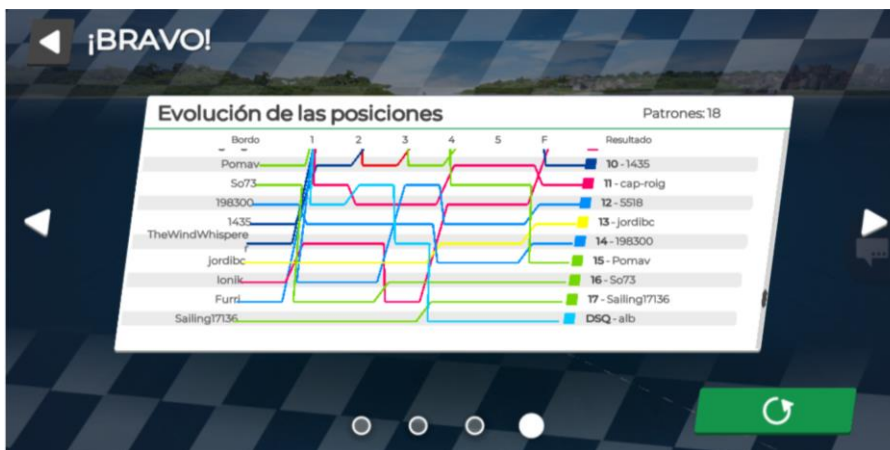 ¡BRAVO!
Evolución de las posiciones Patrones: 18
Bordo 1 2 3 4 5 F Resultado
Pomav 10 - 1435
So73 11 - cap-roig
198300 12 - 5518
1435 13 - jordibc
TheWindWhispere
r 14 - 198300
jordibc 15 - Pomav
Ionik 16 - So73
Furri 17 - Sailing17136
Sailing17136 DSQ - alb